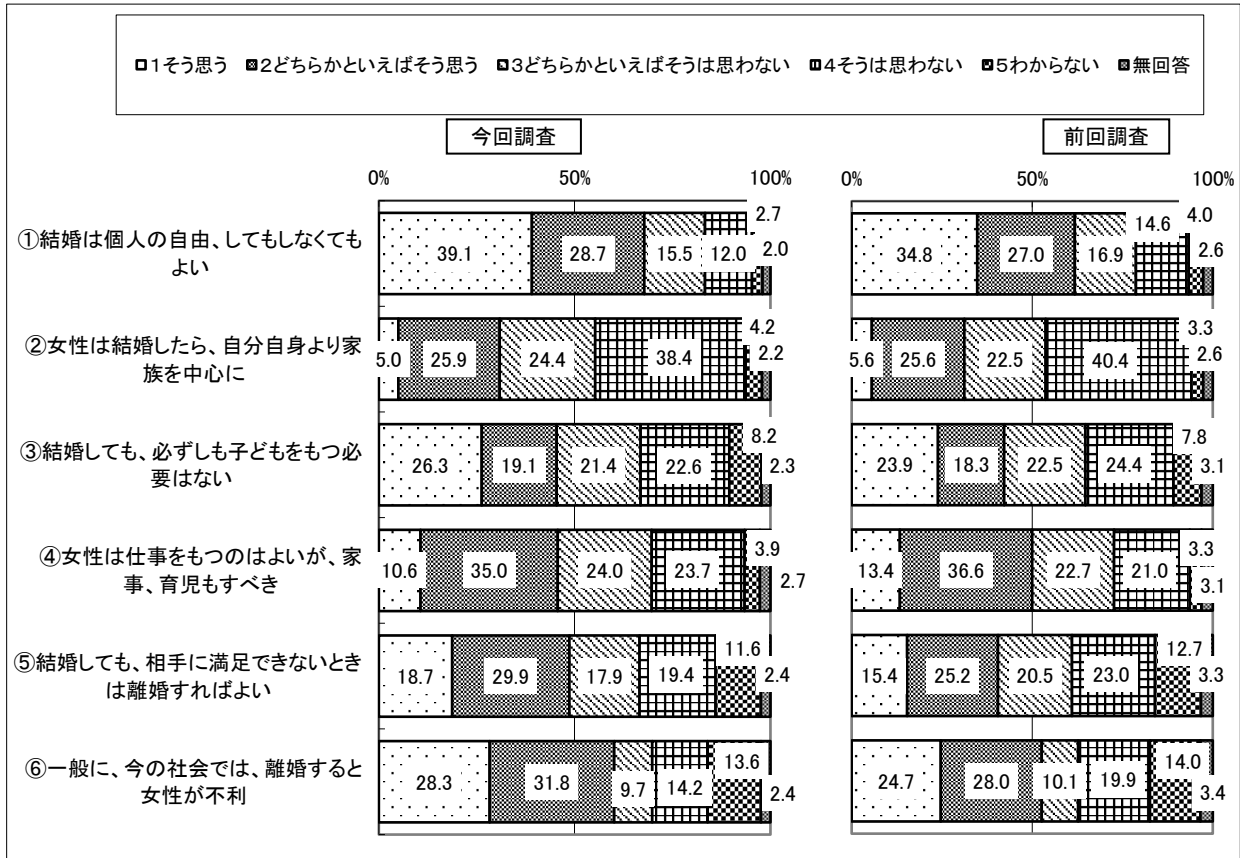 □1そう思う ■2どちらかといえばそう思う □3どちらかといえばそうは思わない □4そうは思わない ■5わからない ■無回答
今回調査
前回調査
0% 50% 100%
0% 50% 100%
①結婚は個人の自由、してもしなくても
よい
39.1 28.7 15.5 12.0 2.7 2.0
34.8 27.0 16.9 14.6 4.0 2.6
②女性は結婚したら、自分自身より家
族を中心に
5.0 25.9 24.4 38.4 4.2 2.2
5.6 25.6 22.5 40.4 3.3 2.6
③結婚しても、必ずしも子どもをもつ必
要はない
26.3 19.1 21.4 22.6 8.2 2.3
23.9 18.3 22.5 24.4 7.8 3.1
④女性は仕事をもつのはよいが、家
事、育児もすべき
10.6 35.0 24.0 23.7 3.9 2.7
13.4 36.6 22.7 21.0 3.3 3.1
⑤結婚しても、相手に満足できないとき
は離婚すればよい
18.7 29.9 17.9 19.4 11.6 2.4
15.4 25.2 20.5 23.0 12.7 3.3
⑥一般に、今の社会では、離婚すると
女性が不利
28.3 31.8 9.7 14.2 13.6 2.4
24.7 28.0 10.1 19.9 14.0 3.4